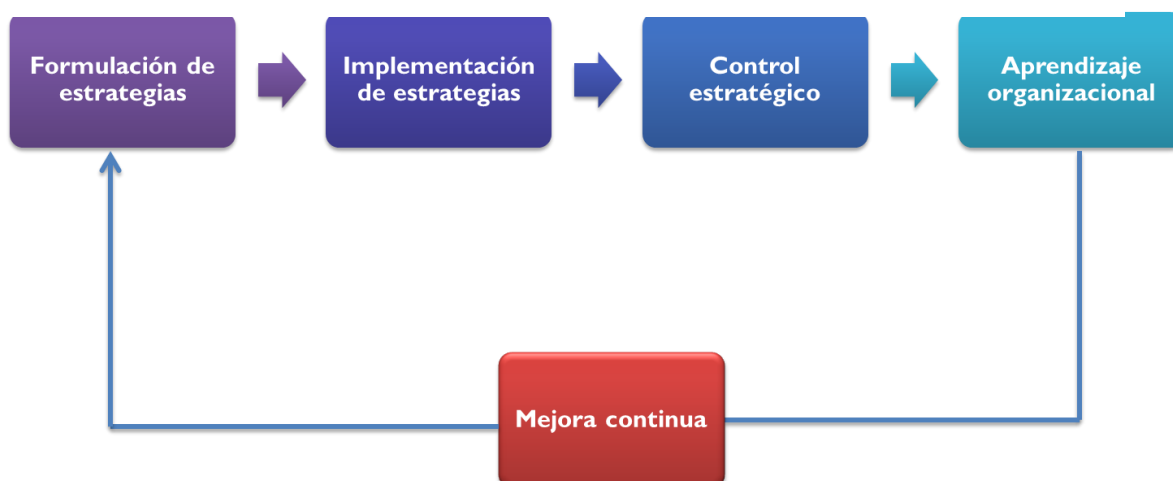 Formulación de
estrategias
Implementación
de estrategias
Control
estratégico
Aprendizaje
organizacional
Mejora continua